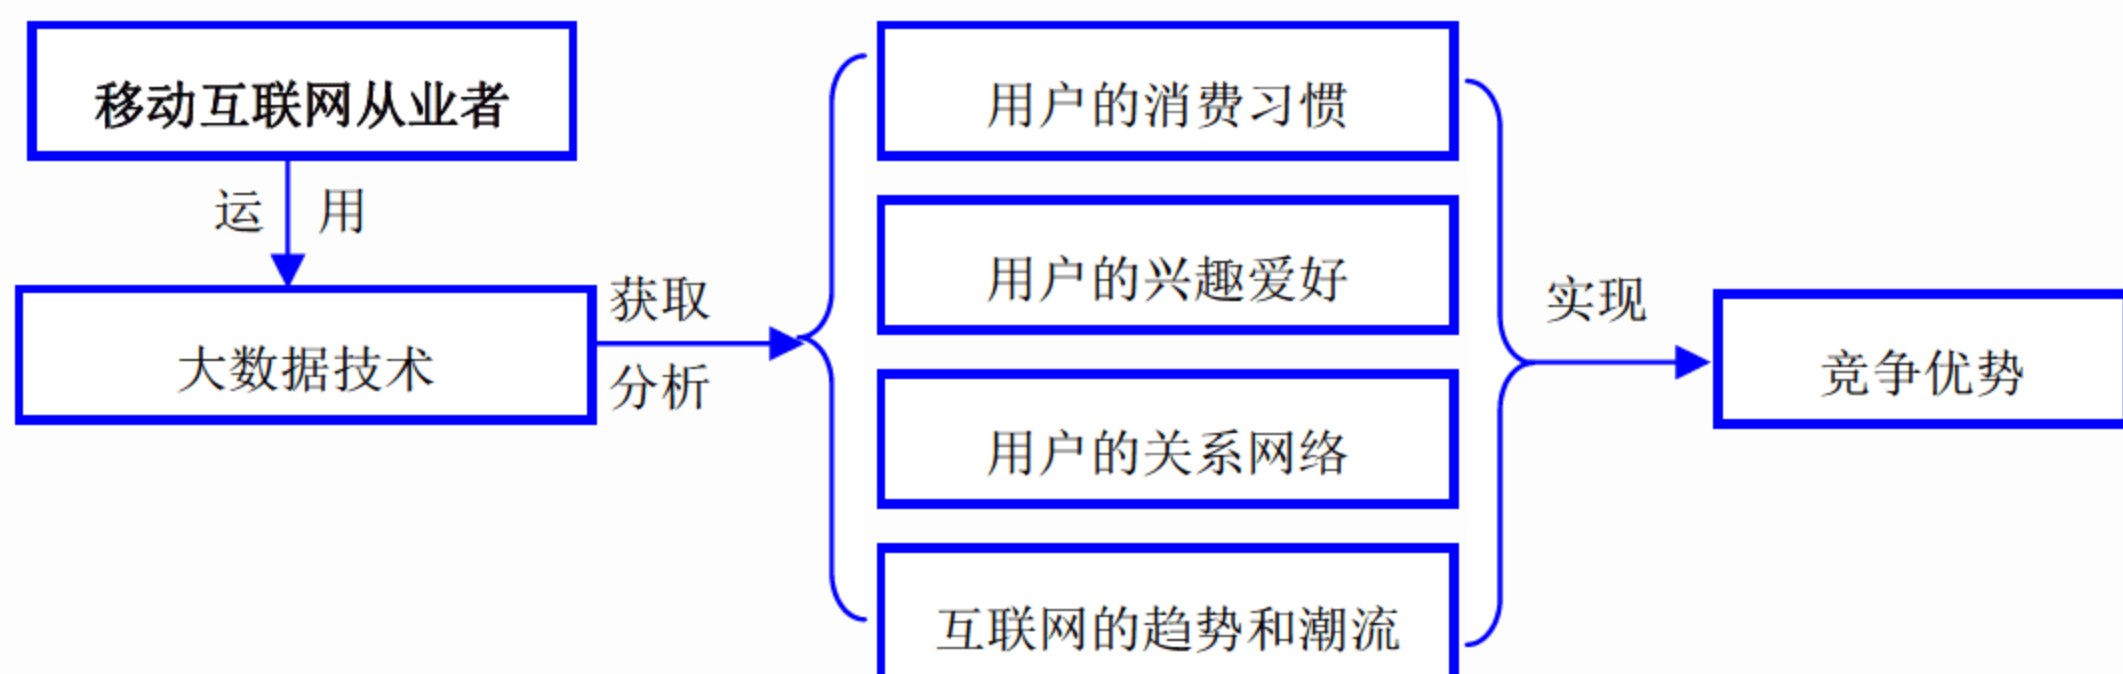 移动互联网从业者
运 用
大数据技术
获取
分析
用户的消费习惯
用户的兴趣爱好
用户的关系网络
互联网的趋势和潮流
实现
竞争优势